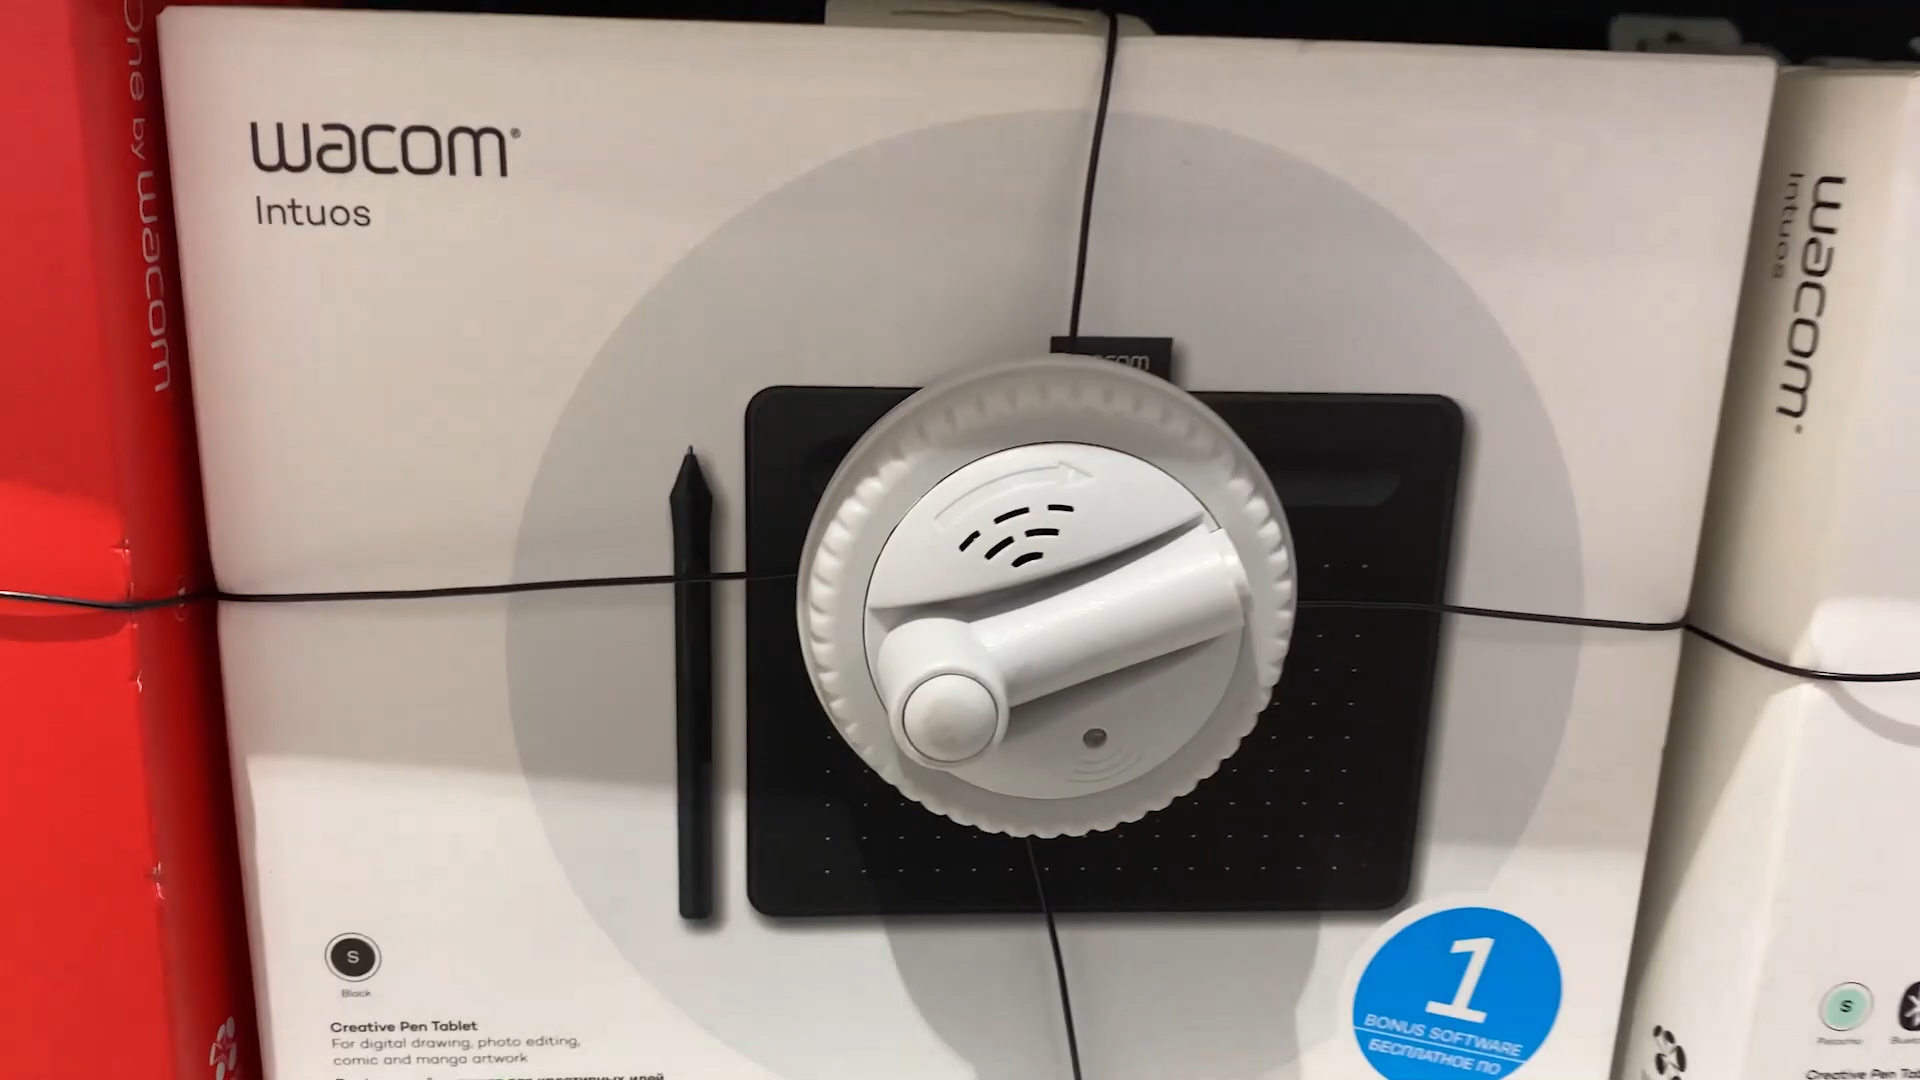 One by wacom
wacom
Intuos
S
Black
Creative Pen Tablet
For digital drawing, photo editing,
comic and manga artwork
1
BONUS SOFTWARE
БЕСПЛАТНОЕ ПО
wacom
Intuos
S
Pistachio
Creative Pen